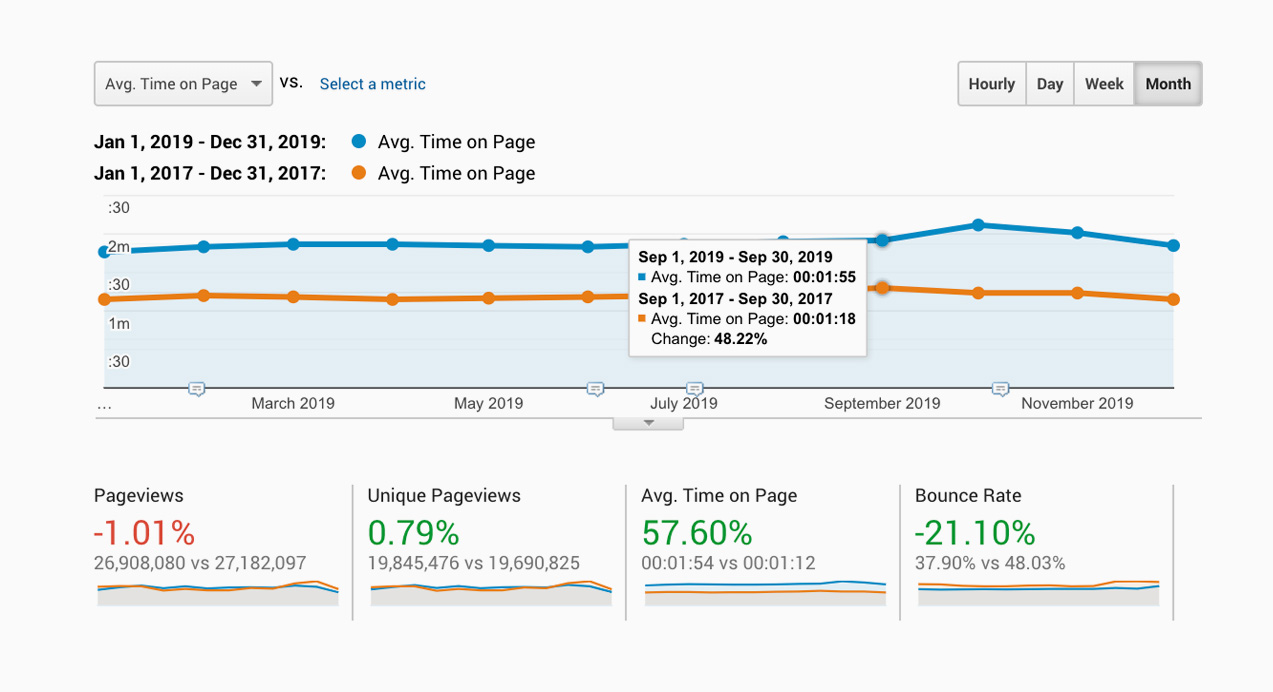 Avg. Time on Page vs. Select a metric Hourly Day Week Month
Jan 1, 2019 - Dec 31, 2019: Avg. Time on Page
Jan 1, 2017 - Dec 31, 2017: Avg. Time on Page
:30
2m
:30
1m
:30
Sep 1, 2019 - Sep 30, 2019
Avg. Time on Page: 00:01:55
Sep 1, 2017 - Sep 30, 2017
Avg. Time on Page: 00:01:18
Change: 48.22%
... March 2019 May 2019 July 2019 September 2019 November 2019
Pageviews Unique Pageviews Avg. Time on Page Bounce Rate
-1.01% 0.79% 57.60% -21.10%
26,908,080 vs 27,182,097 19,845,476 vs 19,690,825 00:01:54 vs 00:01:12 37.90% vs 48.03%